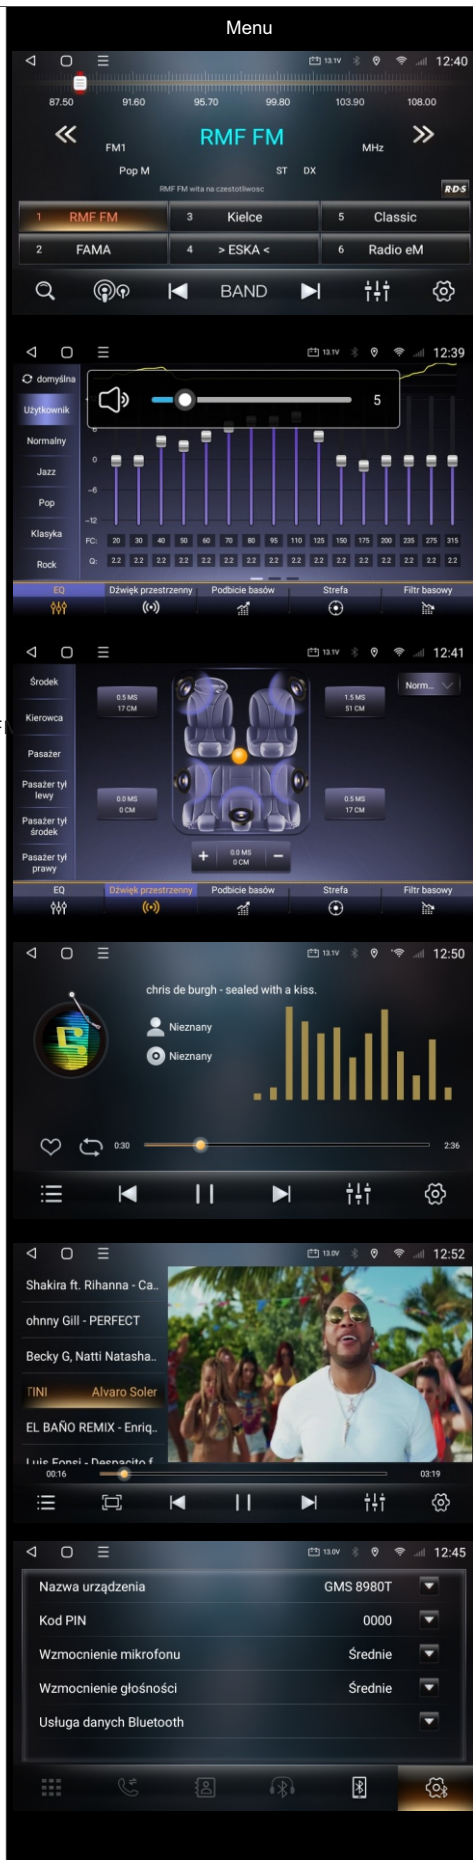 Menu
13.1V 12:40
87.50 91.60 95.70 99.80 103.90 108.00
FM1 RMF FM MHz
Pop M ST DX
RMF FM wita na czestotliwosc R·D·S
1 RMF FM 3 Kielce 5 Classic
2 FAMA 4 > ESKA < 6 Radio eM
BAND
13.1V 12:39
domyślna
5
Użytkownik
Normalny
6
Jazz
0
Pop
-6
Klasyka
-12
Rock
FC: 20 30 40 50 60 70 80 95 110 125 150 175 200 235 275 315
Q: 2.2 2.2 2.2 2.2 2.2 2.2 2.2 2.2 2.2 2.2 2.2 2.2 2.2 2.2 2.2 2.2
EQ Dźwięk przestrzenny Podbicie basów Strefa Filtr basowy
13.1V 12:41
Środek
Kierowca
Pasażer
Pasażer tył
lewy
Pasażer tył
środek
Pasażer tył
prawy
0.5 MS
17 CM
1.5 MS
51 CM
Norm...
0.0 MS
0 CM
0.5 MS
17 CM
+ 0.0 MS −
0 CM
EQ Dźwięk przestrzenny Podbicie basów Strefa Filtr basowy
13.1V 12:50
chris de burgh - sealed with a kiss.
Nieznany
Nieznany
0:30 2:36
13.0V 12:52
Shakira ft. Rihanna - Ca..
ohnny Gill - PERFECT
Becky G, Natti Natasha..
TINI Alvaro Soler
EL BAÑO REMIX - Enriq..
Luis Fonsi - Despacito f
00:16 03:19
13.0V 12:45
Nazwa urządzenia GMS 8980T
Kod PIN 0000
Wzmocnienie mikrofonu Średnie
Wzmocnienie głośności Średnie
Usługa danych Bluetooth